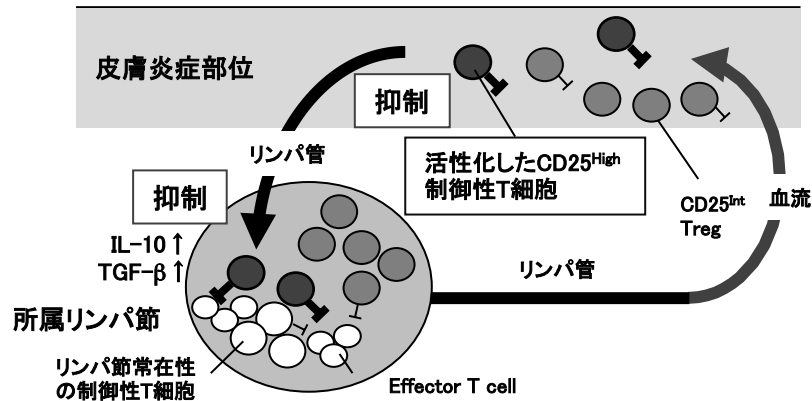 皮膚炎症部位
抑制
リンパ管
活性化したCD25High
制御性T細胞
CD25Int
Treg
血流
抑制
IL-10↑
TGF-β↑
リンパ管
所属リンパ節
リンパ節常在性
の制御性T細胞
Effector T cell